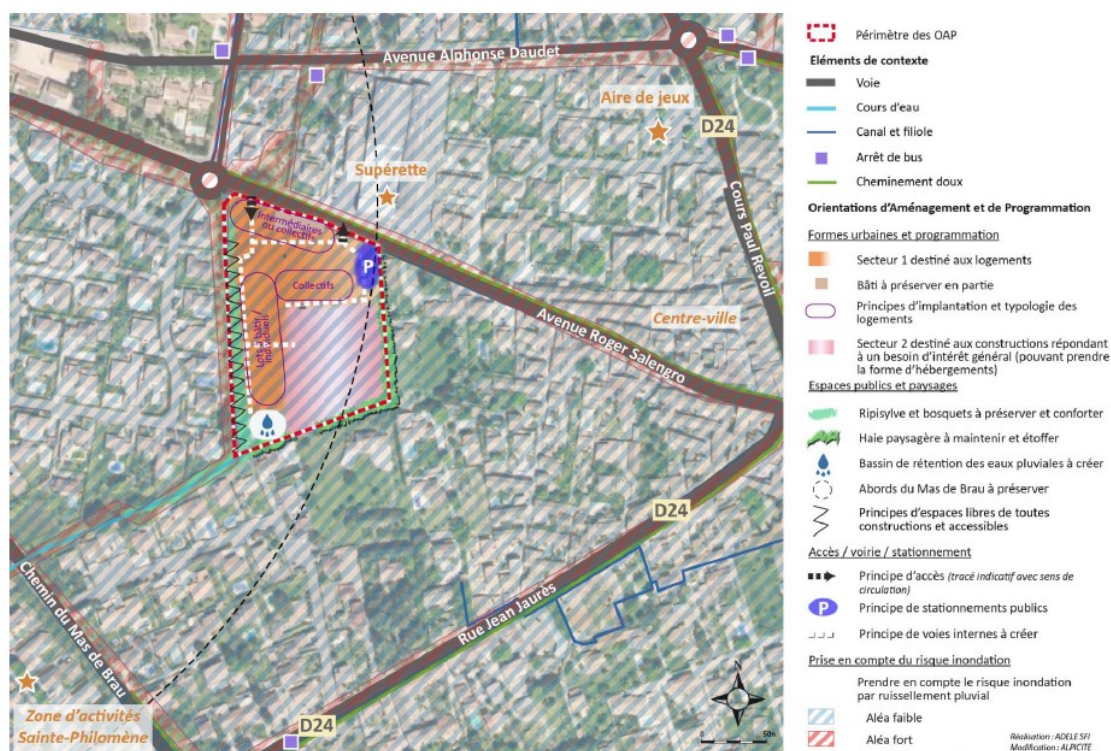 Avenue Alphonse Daudet
Aire de jeux
D24
Supérette
Cours Paul Revoil
Intermédiaires
ou collectifs
P
Collectifs
Centre-ville
Avenue Roger Salengro
Lots à bâtir/
individuels
D24
Chemin du Mas de Brau
Rue Jean Jaurès
Zone d'activités
Sainte-Philomène
D24
N
0
50m
Périmètre des OAP
Eléments de contexte
Voie
Cours d'eau
Canal et filiole
Arrêt de bus
Cheminement doux
Orientations d'Aménagement et de Programmation
Formes urbaines et programmation
Secteur 1 destiné aux logements
Bâti à préserver en partie
Principes d'implantation et typologie des
logements
Secteur 2 destiné aux constructions répondant
à un besoin d'intérêt général (pouvant prendre
la forme d'hébergements)
Espaces publics et paysages
Ripisylve et bosquets à préserver et conforter
Haie paysagère à maintenir et étoffer
Bassin de rétention des eaux pluviales à créer
Abords du Mas de Brau à préserver
Principes d'espaces libres de toutes
constructions et accessibles
Accès / voirie / stationnement
Principe d'accès (tracé indicatif avec sens de
circulation)
P
Principe de stationnements publics
Principe de voies internes à créer
Prise en compte du risque inondation
Prendre en compte le risque inondation
par ruissellement pluvial
Aléa faible
Aléa fort
Réalisation : ADELE SFI
Modification : ALPICITE